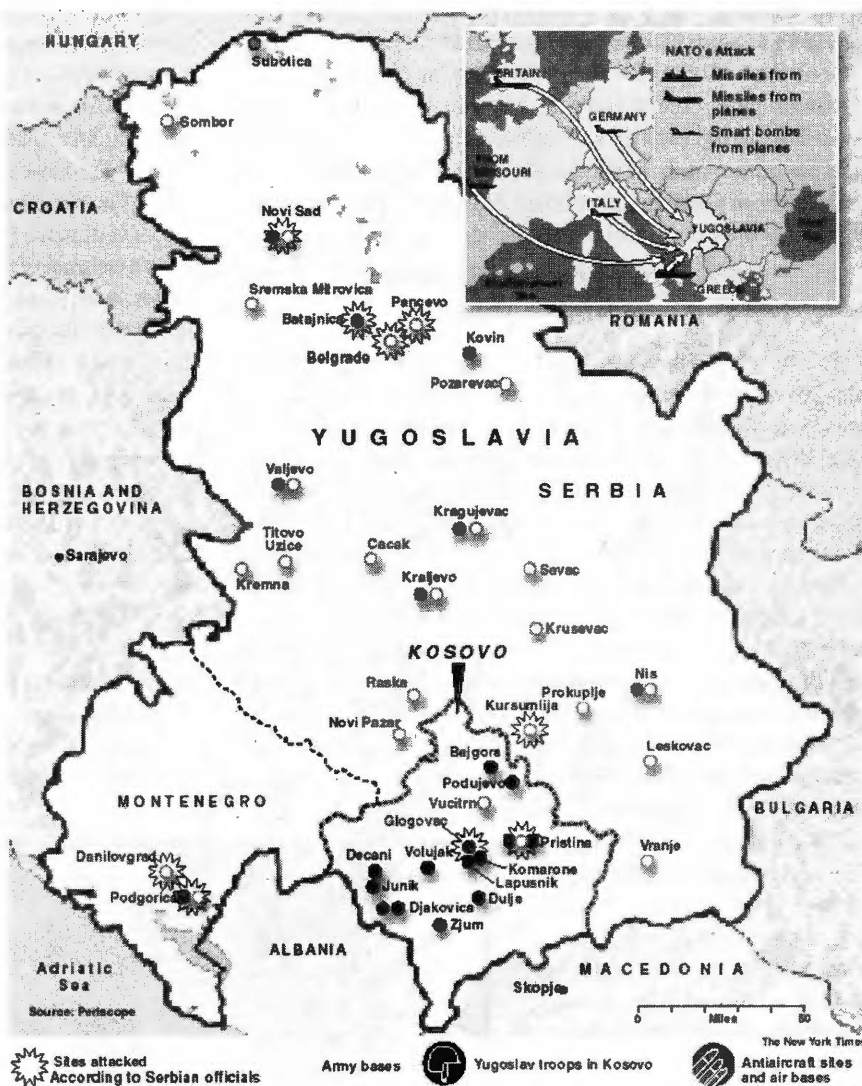 HUNGARY
Subotica
Sombor
CROATIA
Novi Sad
Sremska Mitrovica
Batajnica
Pancevo
Belgrade
Kovin
Pozarevac
ROMANIA
NATO's Attack
Missiles from
Missiles from
planes
Smart bombs
from planes
BRITAIN
GERMANY
FROM
MISSOURI
ITALY
YUGOSLAVIA
GREECE
YUGOSLAVIA
SERBIA
BOSNIA AND
HERZEGOVINA
Sarajevo
Valjevo
Titovo
Uzice
Kremna
Cacak
Kragujevac
Kraljevo
Sevac
Krusevac
KOSOVO
Raska
Novi Pazar
Kursumlija
Prokuplje
Nis
Leskovac
Vranje
BULGARIA
MONTENEGRO
Danilovgrad
Podgorica
Bajgora
Podujevo
Vucitrn
Glogovac
Pristina
Decani
Volujak
Komarone
Lapusnik
Junik
Dulje
Djakovica
Zjum
ALBANIA
MACEDONIA
Skopje
Adriatic
Sea
Source: Periscope
0
Miles
50
The New York Times
Sites attacked
According to Serbian officials
Army bases
Yugoslav troops in Kosovo
Antiaircraft sites
and air bases